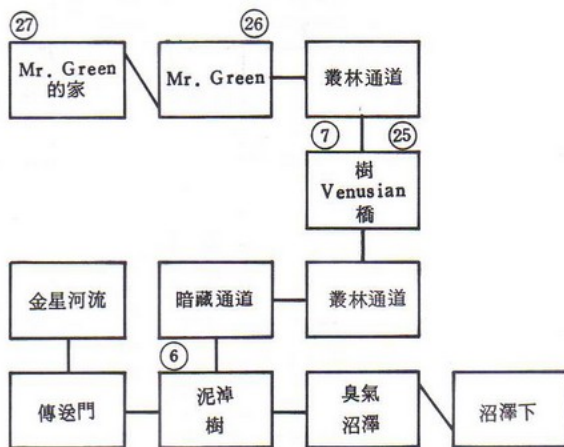 ㉗
㉖
Mr. Green
的家
Mr. Green
叢林通道
⑦
㉕
樹
Venusian
橋
金星河流
暗藏通道
叢林通道
⑥
傳送門
泥淖
樹
臭氣
沼澤
沼澤下